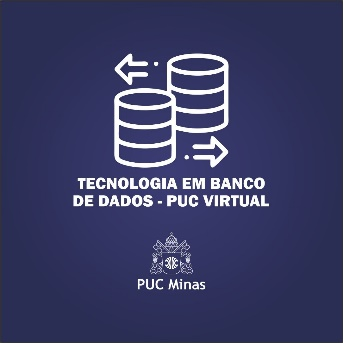 TECNOLOGIA EM BANCO
DE DADOS - PUC VIRTUAL
PUC Minas